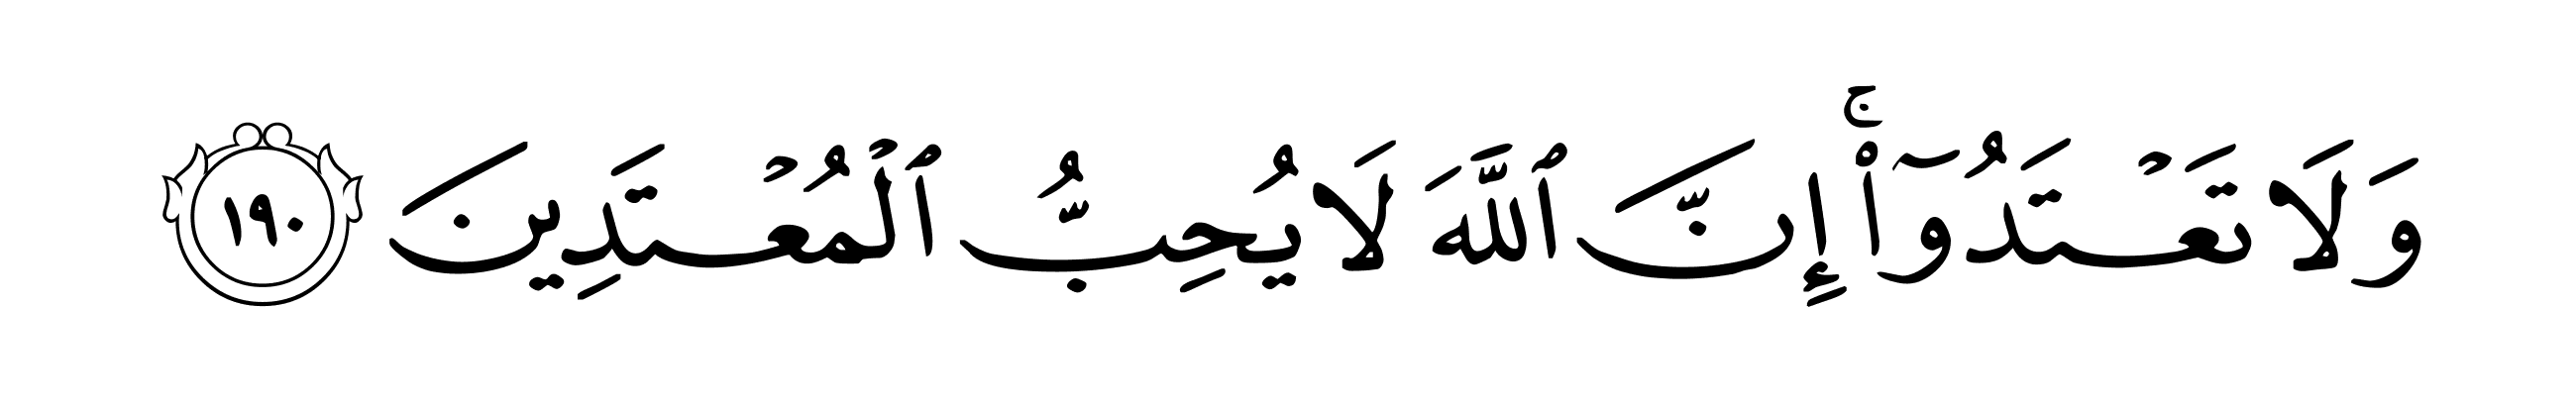 وَلَا تَعۡتَدُوٓاْۚ إِنَّ ٱللَّهَ لَا يُحِبُّ ٱلۡمُعۡتَدِينَ ١٩٠